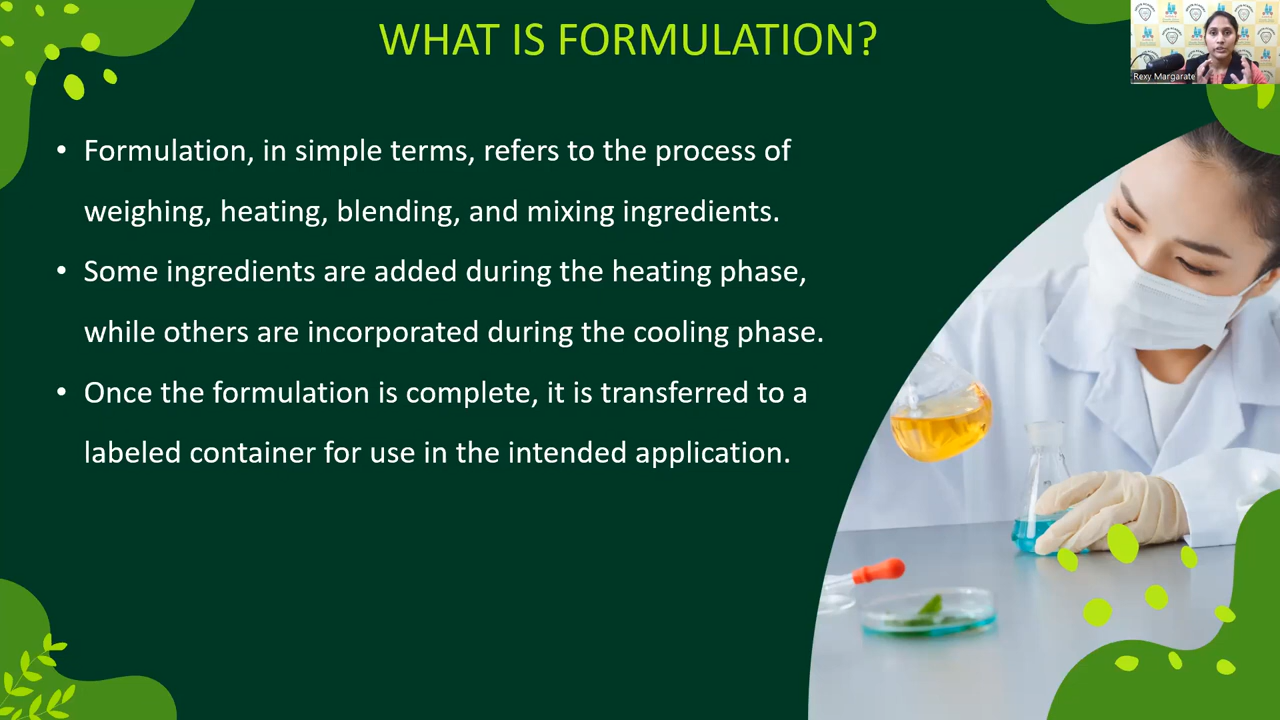 WHAT IS FORMULATION?
Rexy Margarate
• Formulation, in simple terms, refers to the process of
weighing, heating, blending, and mixing ingredients.
• Some ingredients are added during the heating phase,
while others are incorporated during the cooling phase.
• Once the formulation is complete, it is transferred to a
labeled container for use in the intended application.